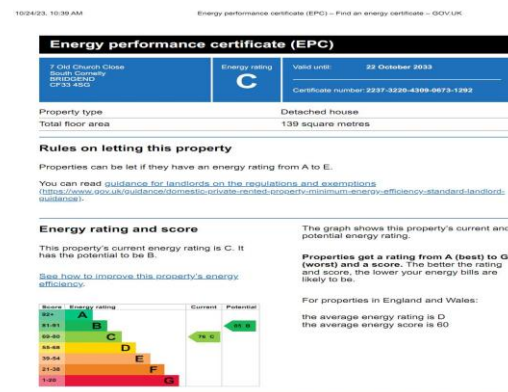 10/24/23, 10:39 AM
Energy performance certificate (EPC) – Find an energy certificate – GOV.UK
Energy performance certificate (EPC)
7 Old Church Close
South Cornelly
BRIDGEND
CF33 4SG
Energy rating
C
Valid until: 22 October 2033
Certificate number: 2237-3220-4309-0673-1292
Property type
Detached house
Total floor area
139 square metres
Rules on letting this property
Properties can be let if they have an energy rating from A to E.
You can read guidance for landlords on the regulations and exemptions
(https://www.gov.uk/guidance/domestic-private-rented-property-minimum-energy-efficiency-standard-landlord-
guidance).
Energy rating and score
This property's current energy rating is C. It
has the potential to be B.
See how to improve this property's energy
efficiency.
Score Energy rating Current Potential
92+ A
81-91 B 85 B
69-80 C 76 C
55-68 D
39-54 E
21-38 F
1-20 G
The graph shows this property's current and
potential energy rating.
Properties get a rating from A (best) to G
(worst) and a score. The better the rating
and score, the lower your energy bills are
likely to be.
For properties in England and Wales:
the average energy rating is D
the average energy score is 60